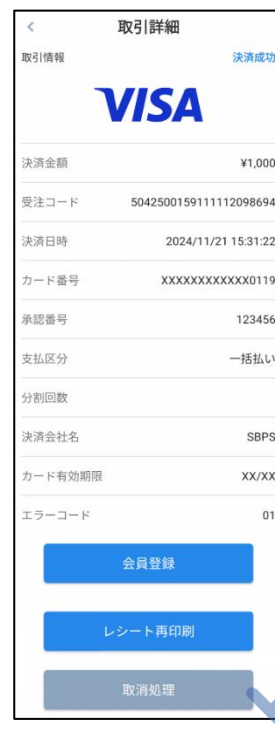 取引詳細
取引情報 決済成功
VISA
決済金額 ¥1,000
受注コード 5042500159111112098694
決済日時 2024/11/21 15:31:22
カード番号 XXXXXXXXXXXX0119
承認番号 123456
支払区分 一括払い
分割回数
決済会社名 SBPS
カード有効期限 XX/XX
エラーコード 01
会員登録
レシート再印刷
取消処理